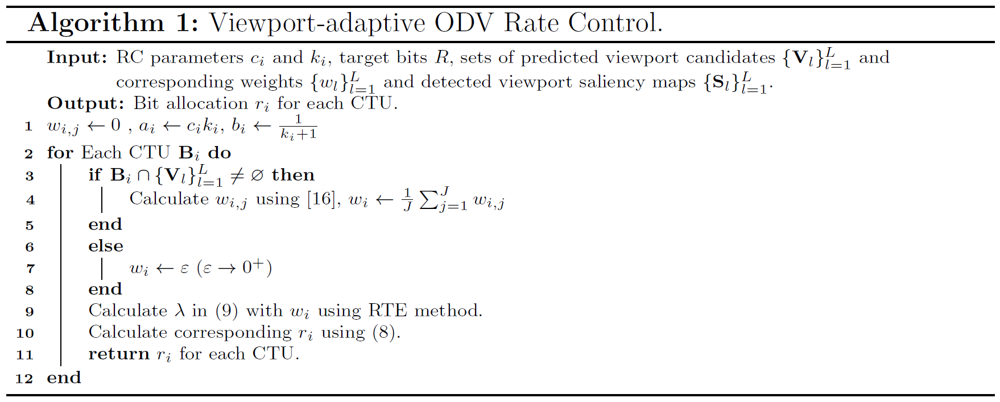 Algorithm 1: Viewport-adaptive ODV Rate Control.
Input: RC parameters $c_i$ and $k_i$, target bits $R$, sets of predicted viewport candidates $\{\mathbf{V}_l\}_{l=1}^{L}$ and
corresponding weights $\{w_l\}_{l=1}^{L}$ and detected viewport saliency maps $\{\mathbf{S}_l\}_{l=1}^{L}$.
Output: Bit allocation $r_i$ for each CTU.
1 $w_{i,j} \leftarrow 0$ , $a_i \leftarrow c_i k_i$, $b_i \leftarrow \frac{1}{k_i+1}$
2 for Each CTU $\mathbf{B}_i$ do
3 if $\mathbf{B}_i \cap \{\mathbf{V}_l\}_{l=1}^{L} \neq \varnothing$ then
4 Calculate $w_{i,j}$ using [16], $w_i \leftarrow \frac{1}{J} \sum_{j=1}^{J} w_{i,j}$
5 end
6 else
7 $w_i \leftarrow \varepsilon$ ($\varepsilon \rightarrow 0^+$)
8 end
9 Calculate $\lambda$ in (9) with $w_i$ using RTE method.
10 Calculate corresponding $r_i$ using (8).
11 return $r_i$ for each CTU.
12 end